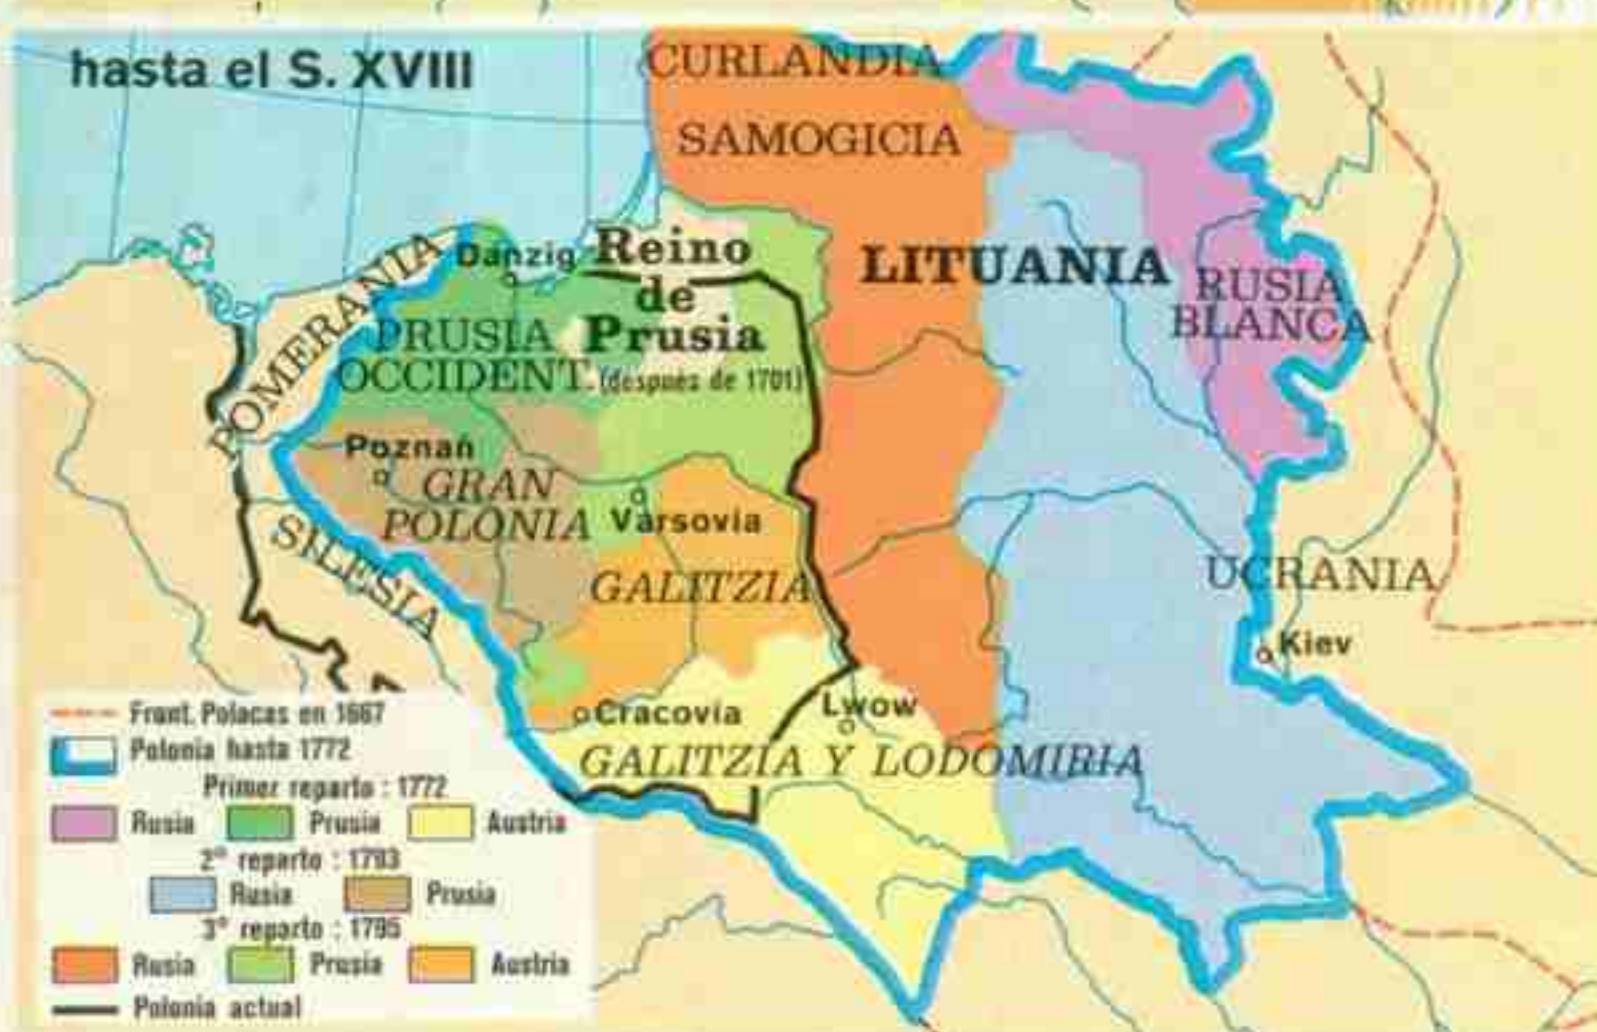 hasta el S. XVIII
CURLANDIA
SAMOGICIA
LITUANIA
RUSIA
BLANCA
POMERANIA
Danzig
Reino
de
Prusia
(después de 1701)
PRUSIA
OCCIDENT.
Poznań
GRAN
POLONIA
Varsovia
SILESIA
GALITZIA
UCRANIA
Kiev
Cracovia
Lwow
GALITZIA Y LODOMIRIA
Front. Polacas en 1667
Polonia hasta 1772
Primer reparto : 1772
Rusia Prusia Austria
2º reparto : 1793
Rusia Prusia
3º reparto : 1795
Rusia Prusia Austria
Polonia actual